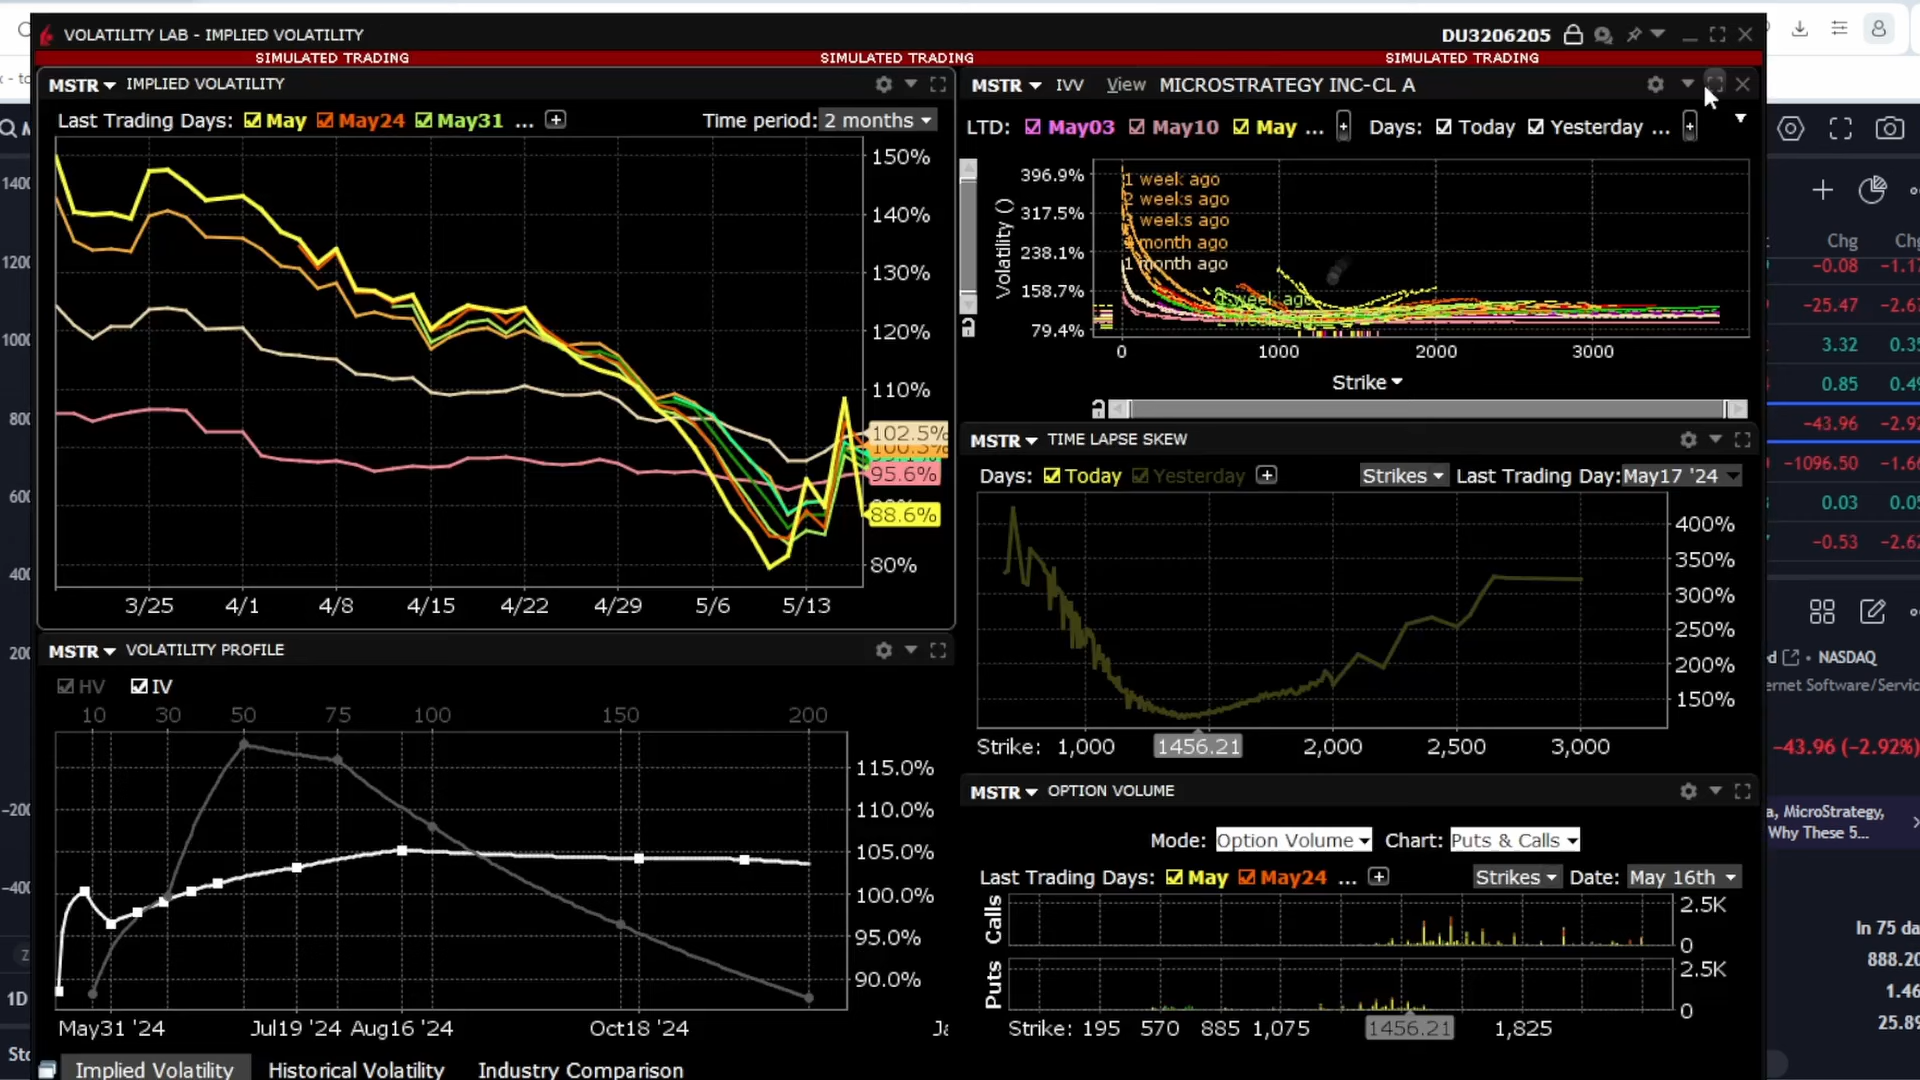 VOLATILITY LAB - IMPLIED VOLATILITY
DU3206205
SIMULATED TRADING SIMULATED TRADING SIMULATED TRADING
MSTR IMPLIED VOLATILITY
Last Trading Days: May May24 May31 ... +
Time period: 2 months
150%
140%
130%
120%
110%
102.5%
95.6%
88.6%
80%
3/25 4/1 4/8 4/15 4/22 4/29 5/6 5/13
MSTR VOLATILITY PROFILE
HV IV
10 30 50 75 100 150 200
115.0%
110.0%
105.0%
100.0%
95.0%
90.0%
May31 '24 Jul19 '24 Aug16 '24 Oct18 '24
Implied Volatility Historical Volatility Industry Comparison
MSTR IVV View MICROSTRATEGY INC-CL A
LTD: May03 May10 May ... + Days: Today Yesterday ... +
Volatility ()
396.9%
317.5%
238.1%
158.7%
79.4%
1 week ago
2 weeks ago
3 weeks ago
month ago
1 month ago
0 1000 2000 3000
Strike
MSTR TIME LAPSE SKEW
Days: Today Yesterday + Strikes Last Trading Day: May17 '24
400%
350%
300%
250%
200%
150%
Strike: 1,000 1456.21 2,000 2,500 3,000
MSTR OPTION VOLUME
Mode: Option Volume Chart: Puts & Calls
Last Trading Days: May May24 ... + Strikes Date: May 16th
Calls
2.5K
0
Puts
2.5K
0
Strike: 195 570 885 1,075 1456.21 1,825
1D
Chg
-0.08
-25.47
3.32
0.85
-43.96
-1096.50
0.03
-0.53
NASDAQ
-43.96 (-2.92%)
MicroStrategy,
Why These 5...
In 75